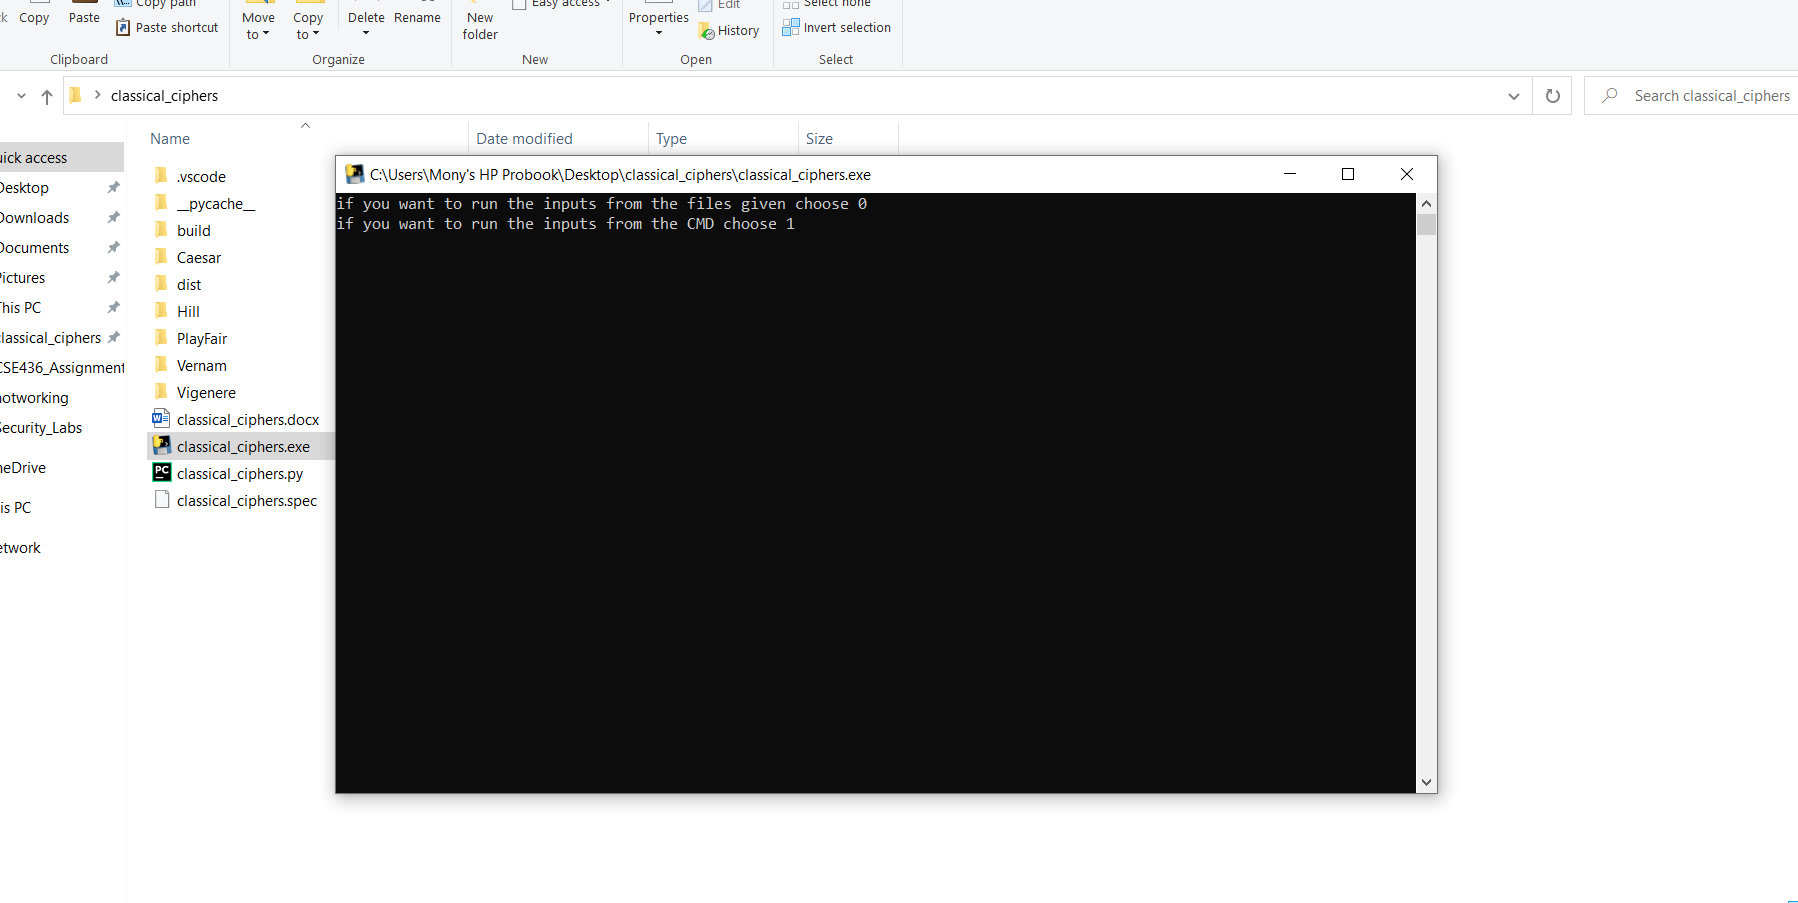 Copy path
Copy
Paste
Paste shortcut
Move to
Copy to
Delete
Rename
New folder
Easy access
Properties
Edit
History
Select none
Invert selection
Clipboard
Organize
New
Open
Select
classical_ciphers
Search classical_ciphers
Name
Date modified
Type
Size
uick access
Desktop
Downloads
Documents
Pictures
This PC
classical_ciphers
CSE436_Assignment
notworking
Security_Labs
neDrive
is PC
etwork
.vscode
__pycache__
build
Caesar
dist
Hill
PlayFair
Vernam
Vigenere
classical_ciphers.docx
classical_ciphers.exe
classical_ciphers.py
classical_ciphers.spec
C:\Users\Mony's HP Probook\Desktop\classical_ciphers\classical_ciphers.exe
if you want to run the inputs from the files given choose 0
if you want to run the inputs from the CMD choose 1